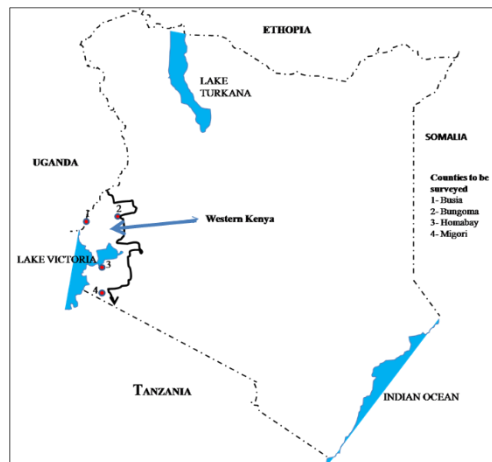 ETHIOPIA
LAKE
TURKANA
SOMALIA
UGANDA
Counties to be
surveyed
1- Busia
2- Bungoma
3- Homabay
4- Migori
1
2
Western Kenya
LAKE VICTORIA
3
4
TANZANIA
INDIAN OCEAN